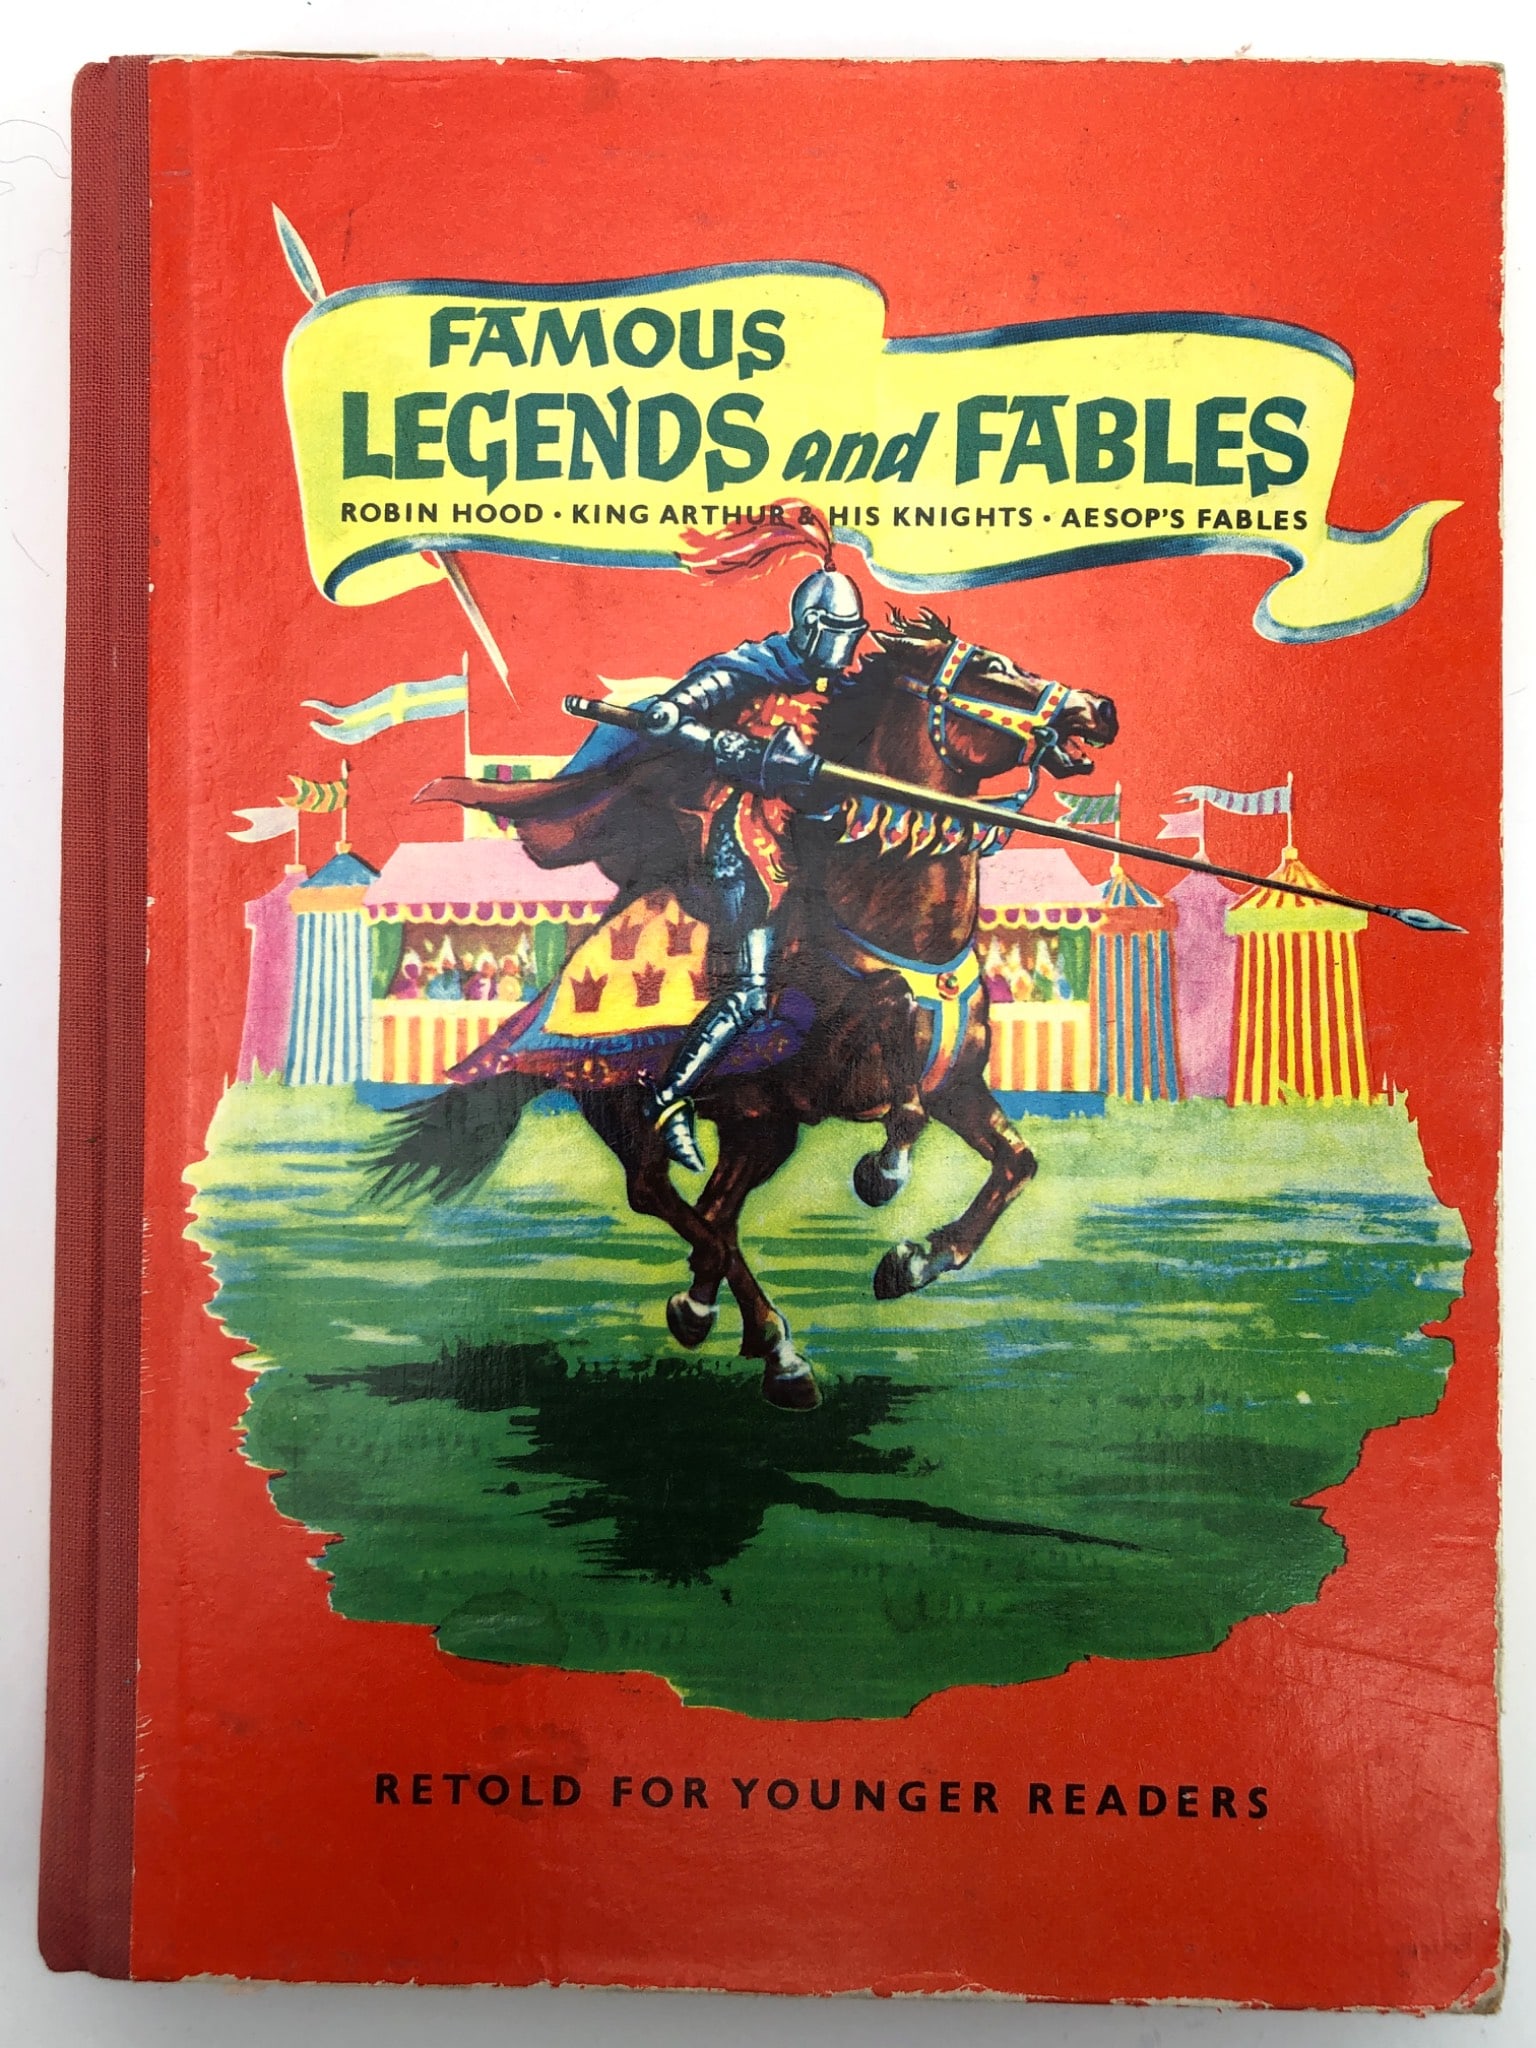 FAMOUS
LEGENDS and FABLES
ROBIN HOOD · KING ARTHUR & HIS KNIGHTS · AESOP'S FABLES
RETOLD FOR YOUNGER READERS